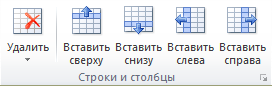 Удалить
Вставить сверху
Вставить снизу
Вставить слева
Вставить справа
Строки и столбцы